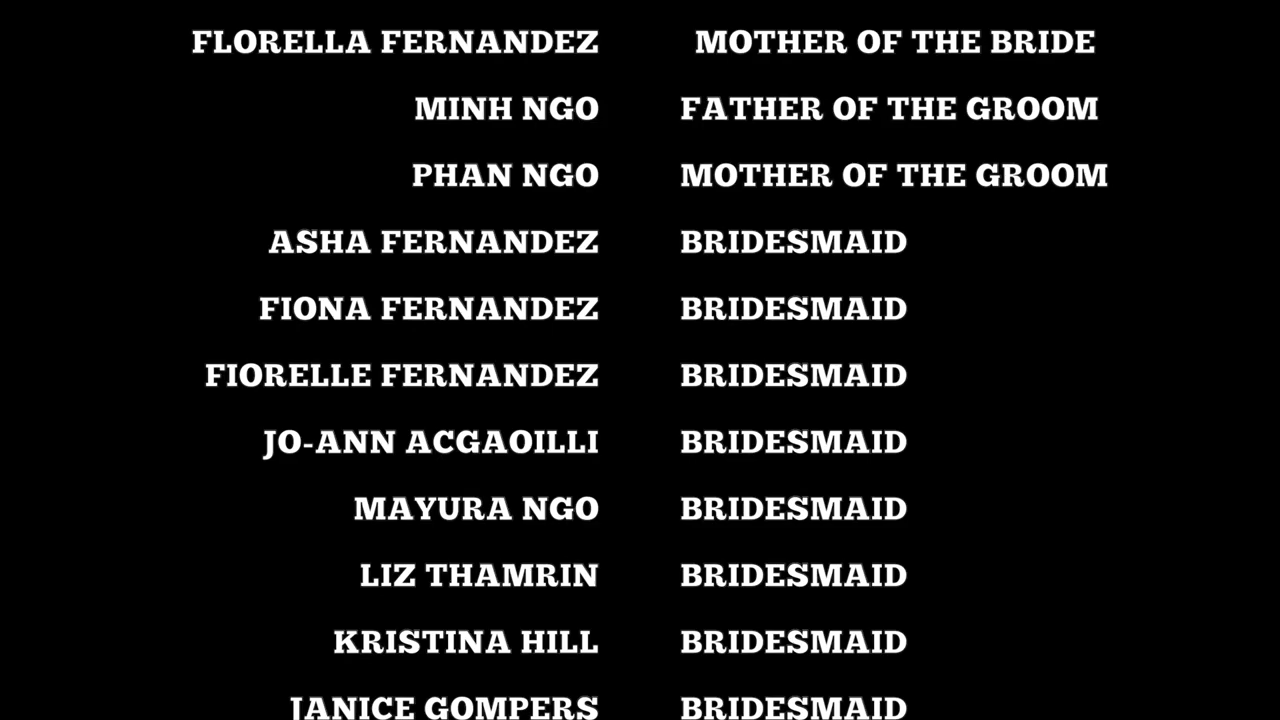 FLORELLA FERNANDEZ MOTHER OF THE BRIDE
MINH NGO FATHER OF THE GROOM
PHAN NGO MOTHER OF THE GROOM
ASHA FERNANDEZ BRIDESMAID
FIONA FERNANDEZ BRIDESMAID
FIORELLE FERNANDEZ BRIDESMAID
JO-ANN ACGAOILLI BRIDESMAID
MAYURA NGO BRIDESMAID
LIZ THAMRIN BRIDESMAID
KRISTINA HILL BRIDESMAID
JANICE GOMPERS BRIDESMAID